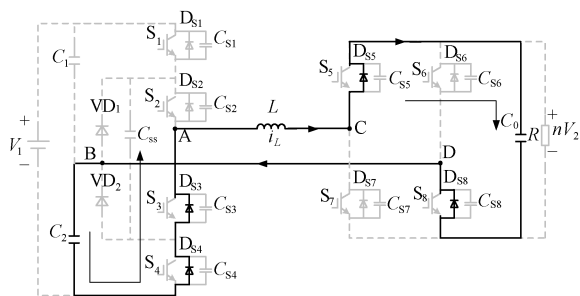 D_S1
S_1
C_S1
C_1
D_S2
S_2
C_S2
VD_1
C_ss
A
L
i_L
C
D_S5
S_5
C_S5
D_S6
S_6
C_S6
C_0
R
+
nV_2
−
+
V_1
−
B
D
VD_2
D_S3
S_3
C_S3
C_2
D_S4
S_4
C_S4
D_S7
S_7
C_S7
D_S8
S_8
C_S8